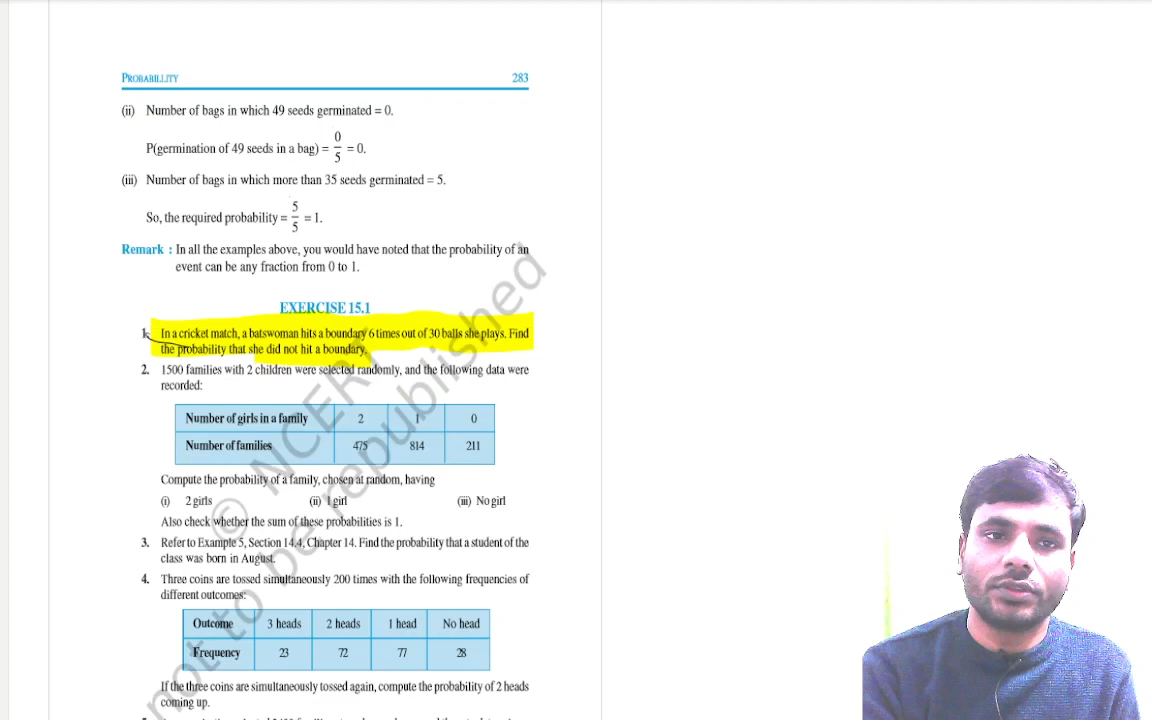 PROBABILITY 283
(ii) Number of bags in which 49 seeds germinated = 0.
P(germination of 49 seeds in a bag) = 0/5 = 0.
(iii) Number of bags in which more than 35 seeds germinated = 5.
So, the required probability = 5/5 = 1.
Remark : In all the examples above, you would have noted that the probability of an
event can be any fraction from 0 to 1.
EXERCISE 15.1
1. In a cricket match, a batswoman hits a boundary 6 times out of 30 balls she plays. Find
the probability that she did not hit a boundary.
2. 1500 families with 2 children were selected randomly, and the following data were
recorded:
Number of girls in a family 2 1 0
Number of families 475 814 211
Compute the probability of a family, chosen at random, having
(i) 2 girls (ii) 1 girl (iii) No girl
Also check whether the sum of these probabilities is 1.
3. Refer to Example 5, Section 14.4, Chapter 14. Find the probability that a student of the
class was born in August.
4. Three coins are tossed simultaneously 200 times with the following frequencies of
different outcomes:
Outcome 3 heads 2 heads 1 head No head
Frequency 23 72 77 28
If the three coins are simultaneously tossed again, compute the probability of 2 heads
coming up.
© NCERT
not to be republished